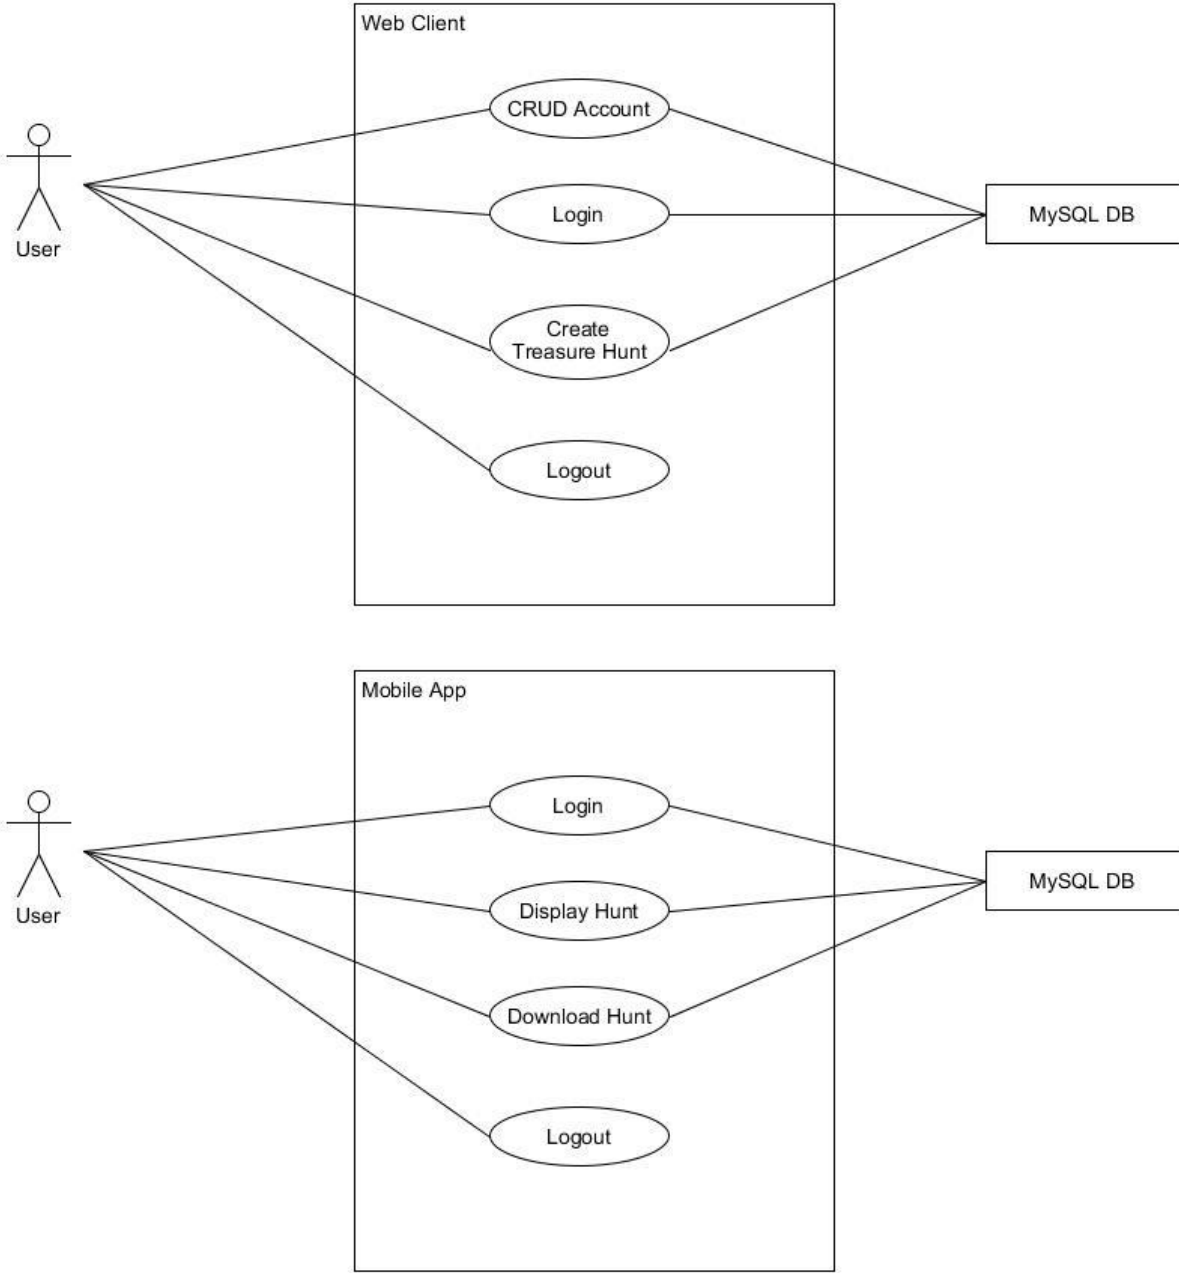 Web Client
CRUD Account
Login
User
MySQL DB
Create
Treasure Hunt
Logout
Mobile App
Login
User
MySQL DB
Display Hunt
Download Hunt
Logout